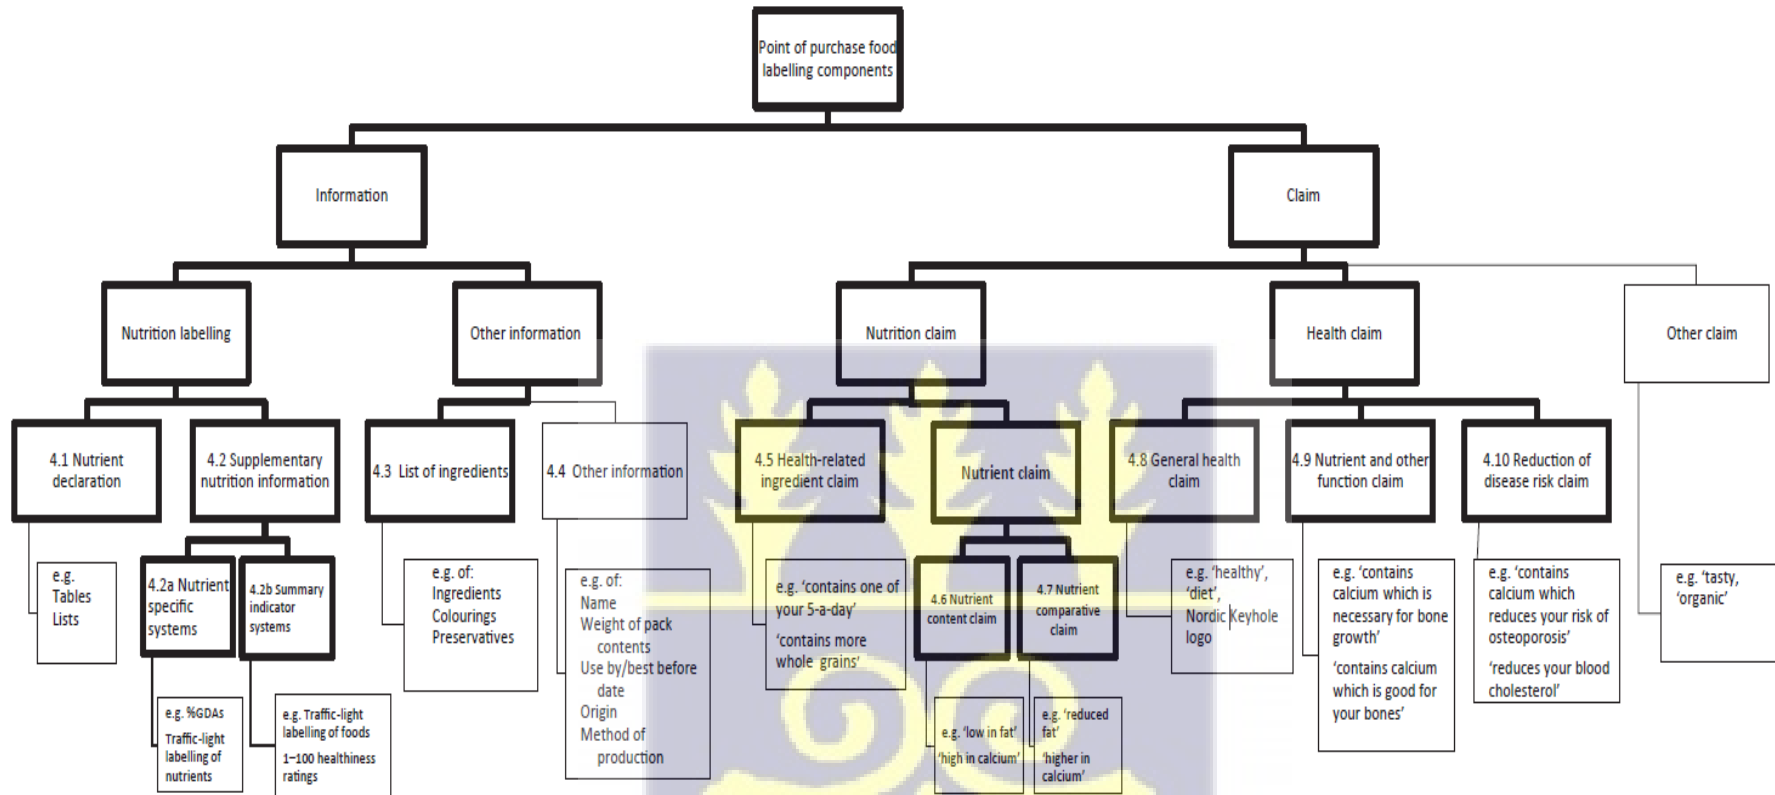 Point of purchase food
labelling components
Information
Claim
Nutrition labelling
Other information
Nutrition claim
Health claim
Other claim
4.1 Nutrient
declaration
4.2 Supplementary
nutrition information
4.3 List of ingredients
4.4 Other information
4.5 Health-related
ingredient claim
Nutrient claim
4.8 General health
claim
4.9 Nutrient and other
function claim
4.10 Reduction of
disease risk claim
e.g.
Tables
Lists
4.2a Nutrient
specific
systems
4.2b Summary
indicator
systems
e.g. of:
Ingredients
Colourings
Preservatives
e.g. of:
Name
Weight of pack
contents
Use by/best before
date
Origin
Method of
production
e.g. ‘contains one of
your 5-a-day’
‘contains more
whole grains’
4.6 Nutrient
content claim
4.7 Nutrient
comparative
claim
e.g. ‘healthy’,
‘diet’,
Nordic Keyhole
logo
e.g. ‘contains
calcium which is
necessary for bone
growth’
‘contains calcium
which is good for
your bones’
e.g. ‘contains
calcium which
reduces your risk of
osteoporosis’
‘reduces your blood
cholesterol’
e.g. ‘tasty,
‘organic’
e.g. %GDAs
Traffic-light
labelling of
nutrients
e.g. Traffic-light
labelling of foods
1–100 healthiness
ratings
e.g. ‘low in fat’
‘high in calcium’
e.g. ‘reduced
fat’
‘higher in
calcium’